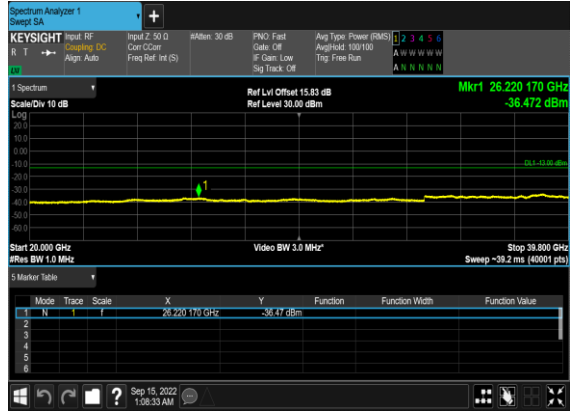 Spectrum Analyzer 1
Swept SA
+
KEYSIGHT Input: RF Input Z: 50 Ω #Atten: 30 dB PNO: Fast Avg Type: Power (RMS) 1 2 3 4 5 6
R T Coupling: DC Corr CCorr Gate: Off Avg|Hold: 100/100 A W W W W W
Align: Auto Freq Ref: Int (S) IF Gain: Low Trig: Free Run
Sig Track: Off A N N N N N
LXI
1 Spectrum Ref Lvl Offset 15.83 dB Mkr1 26.220 170 GHz
Scale/Div 10 dB Ref Level 30.00 dBm -36.472 dBm
Log
20.0
10.0
0.00
-10.0 DL1 -13.00 dBm
-20.0
-30.0 1
-40.0
-50.0
-60.0
Start 20.000 GHz Video BW 3.0 MHz* Stop 39.800 GHz
#Res BW 1.0 MHz Sweep ~39.2 ms (40001 pts)
5 Marker Table
Mode Trace Scale X Y Function Function Width Function Value
1 N 1 f 26.220 170 GHz -36.47 dBm
2
3
4
5
6
? Sep 15, 2022
1:08:33 AM